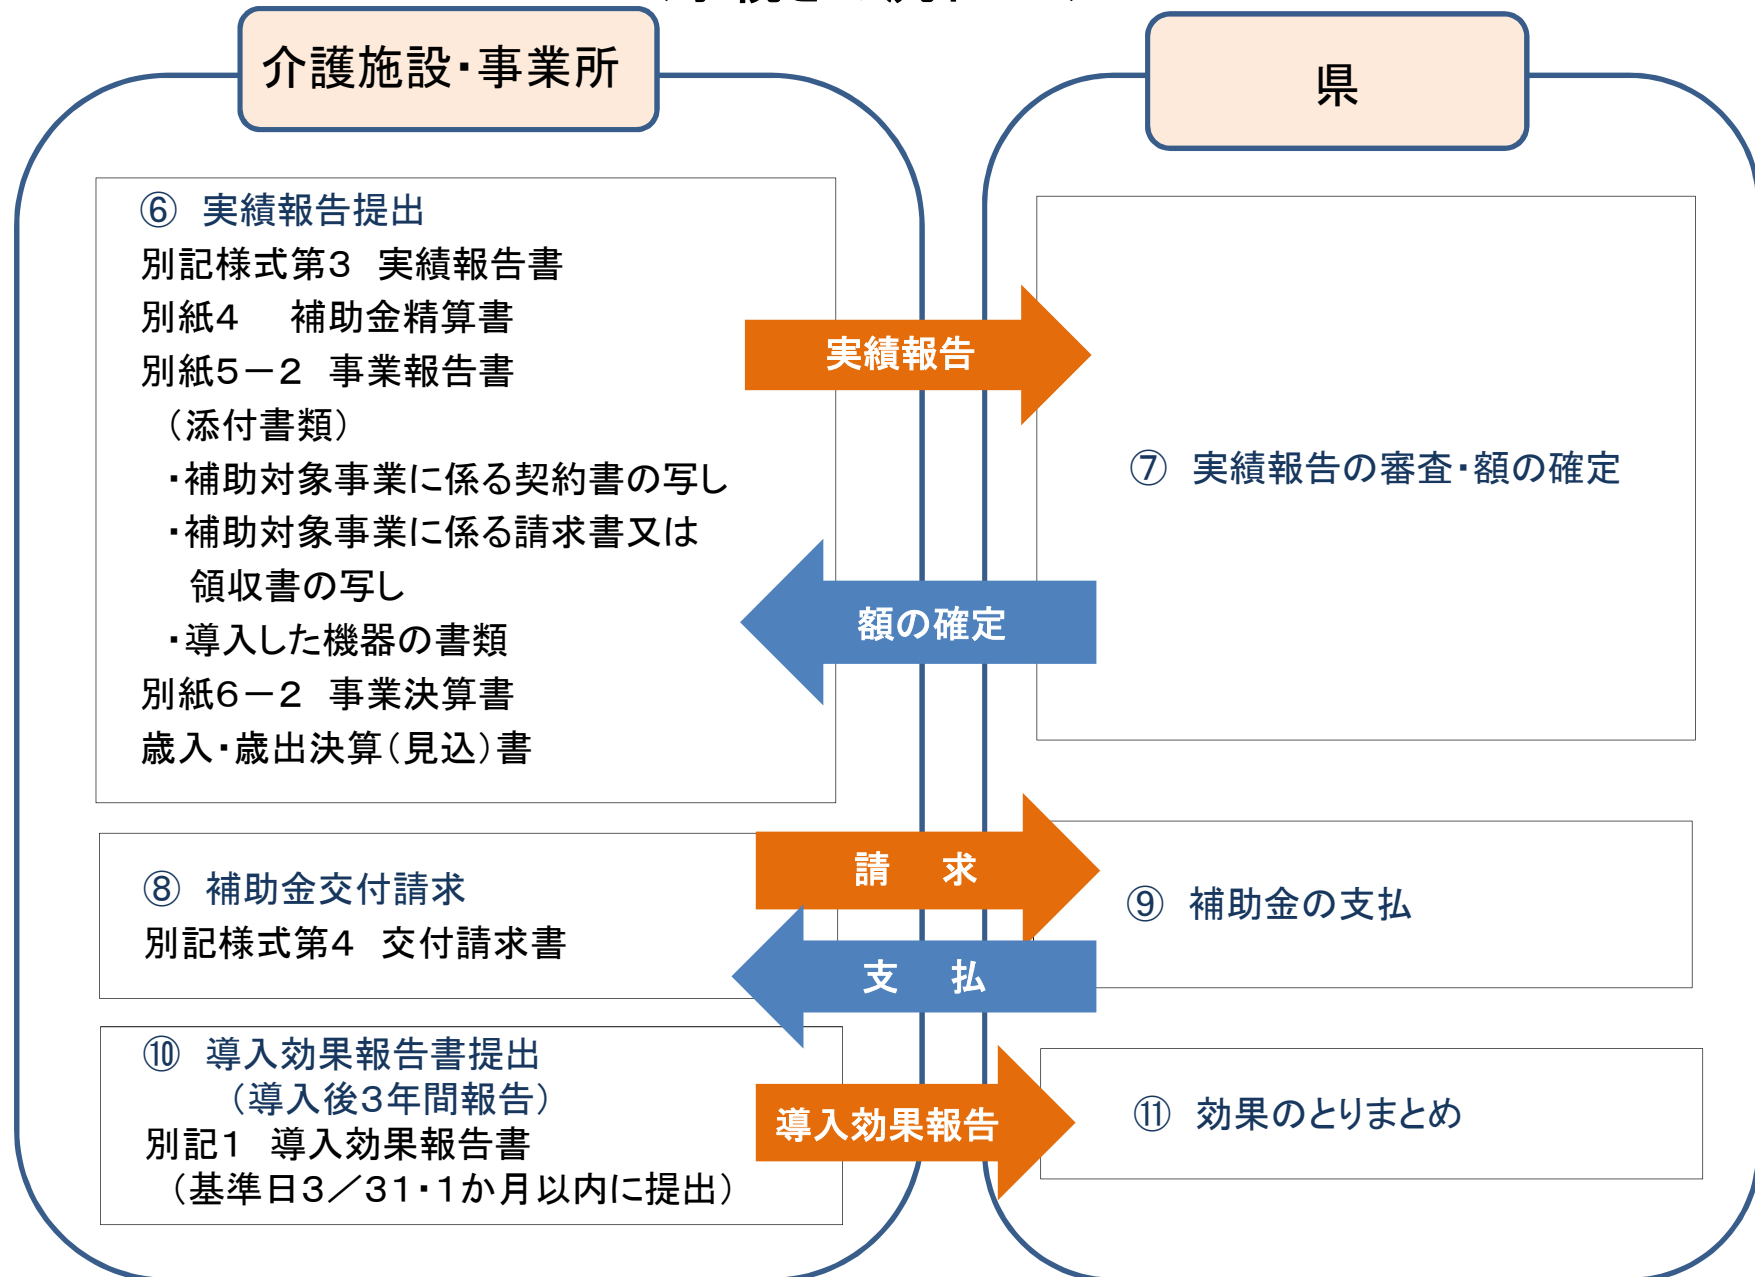 介護施設・事業所
県
⑥ 実績報告提出
別記様式第3 実績報告書
別紙4 補助金精算書
別紙5－2 事業報告書
（添付書類）
・補助対象事業に係る契約書の写し
・補助対象事業に係る請求書又は
領収書の写し
・導入した機器の書類
別紙6－2 事業決算書
歳入・歳出決算（見込）書
実績報告
⑦ 実績報告の審査・額の確定
額の確定
⑧ 補助金交付請求
別記様式第4 交付請求書
請 求
⑨ 補助金の支払
支 払
⑩ 導入効果報告書提出
（導入後3年間報告）
別記1 導入効果報告書
（基準日3／31・1か月以内に提出）
導入効果報告
⑪ 効果のとりまとめ